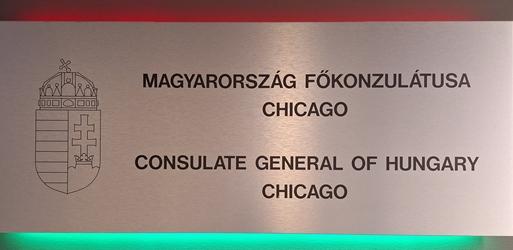 MAGYARORSZÁG FŐKONZULÁTUSA
CHICAGO
CONSULATE GENERAL OF HUNGARY
CHICAGO